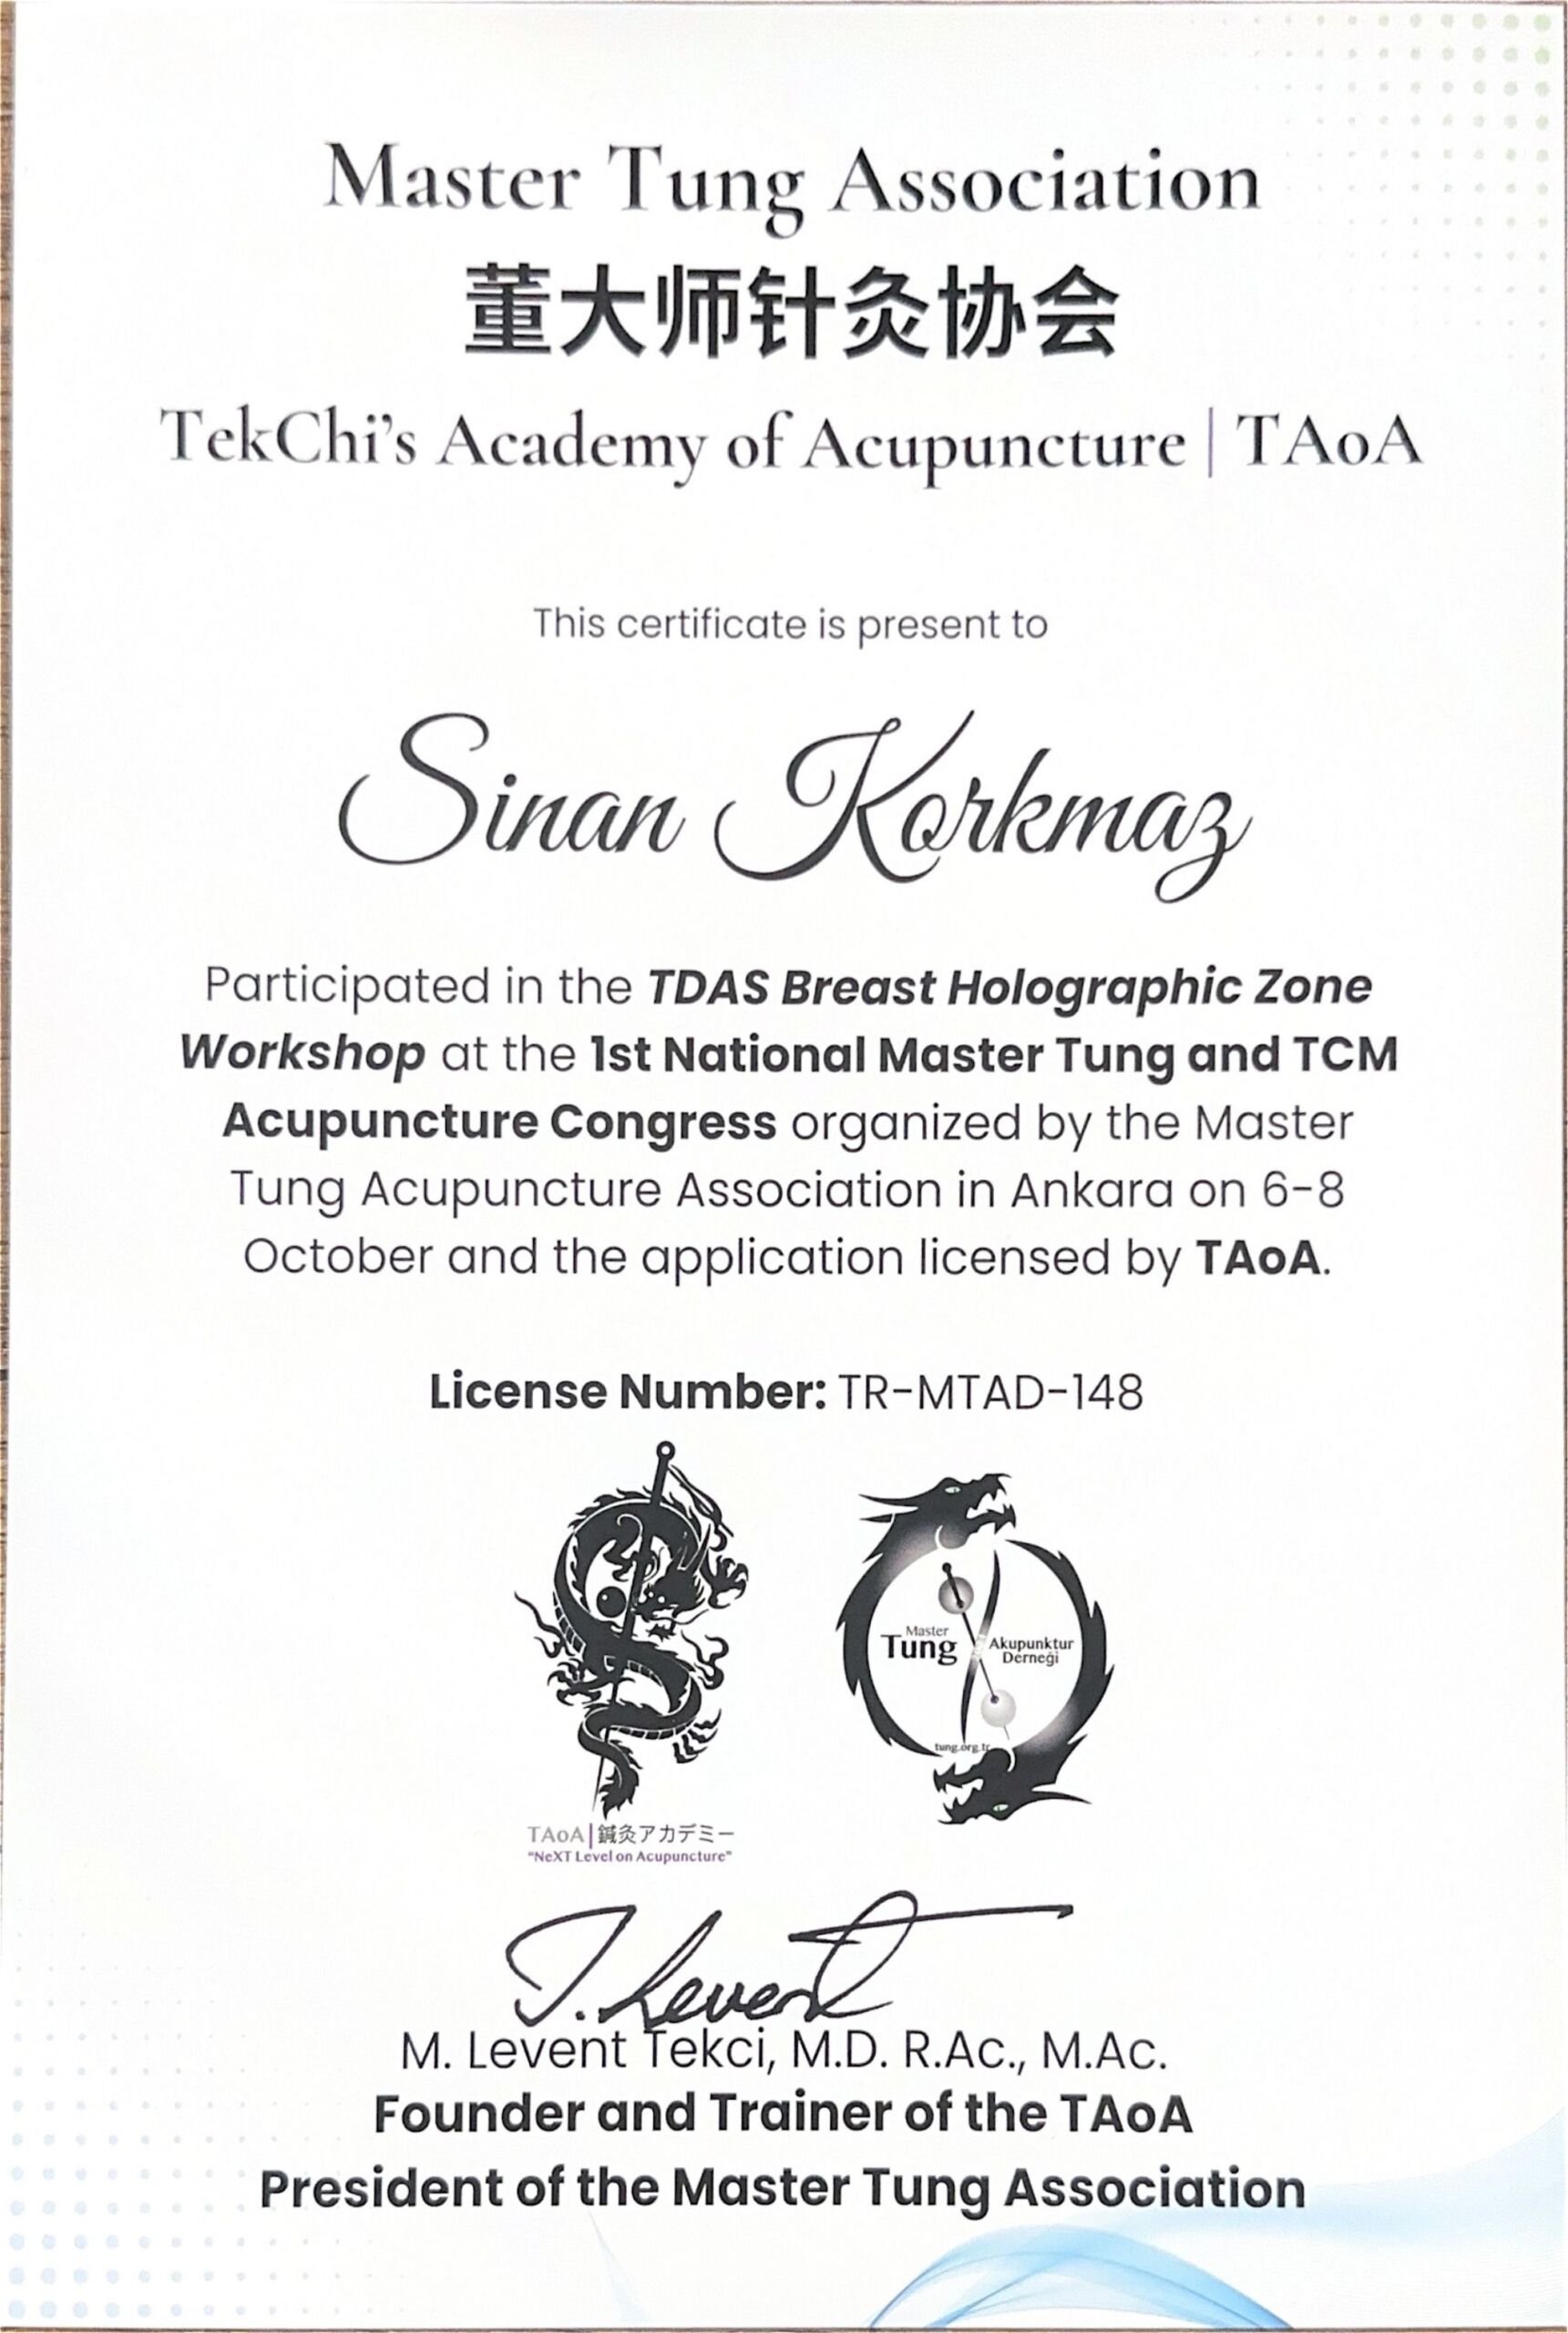 Master Tung Association
董大师针灸协会
TekChi's Academy of Acupuncture | TAoA
This certificate is present to
Sinan Korkmaz
Participated in the TDAS Breast Holographic Zone
Workshop at the 1st National Master Tung and TCM
Acupuncture Congress organized by the Master
Tung Acupuncture Association in Ankara on 6-8
October and the application licensed by TAoA.
License Number: TR-MTAD-148
Master
Tung
Akupunktur
Derneği
tung.org.tr
TAoA|鍼灸アカデミー
"NeXT Level on Acupuncture"
T. Levent
M. Levent Tekci, M.D. R.Ac., M.Ac.
Founder and Trainer of the TAoA
President of the Master Tung Association